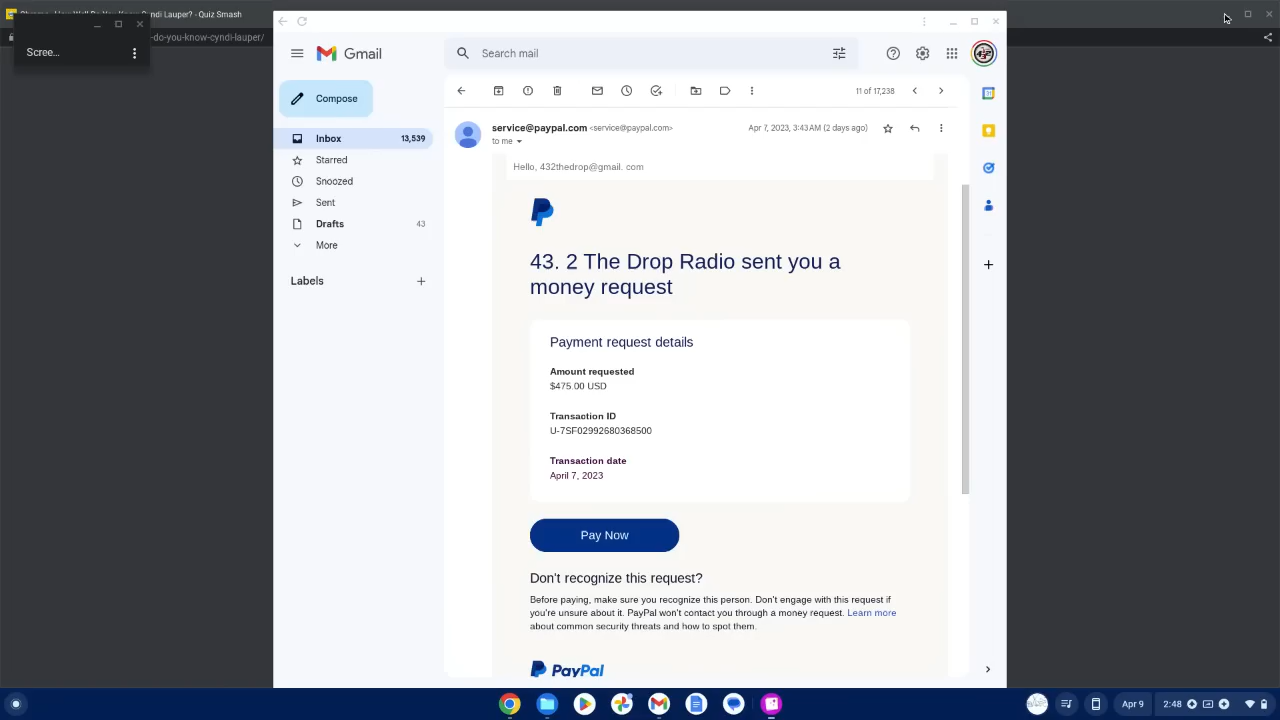 Cyndi Lauper? - Quiz Smash
do-you-know-cyndi-lauper/
Scree...
Gmail
Search mail
Compose
11 of 17,238
Inbox 13,539
Starred
Snoozed
Sent
Drafts 43
More
Labels
service@paypal.com <service@paypal.com>
Apr 7, 2023, 3:43 AM (2 days ago)
to me
Hello, 432thedrop@gmail. com
43. 2 The Drop Radio sent you a
money request
Payment request details
Amount requested
$475.00 USD
Transaction ID
U-7SF02992680368500
Transaction date
April 7, 2023
Pay Now
Don't recognize this request?
Before paying, make sure you recognize this person. Don't engage with this request if
you're unsure about it. PayPal won't contact you through a money request. Learn more
about common security threats and how to spot them.
PayPal
Apr 9
2:48